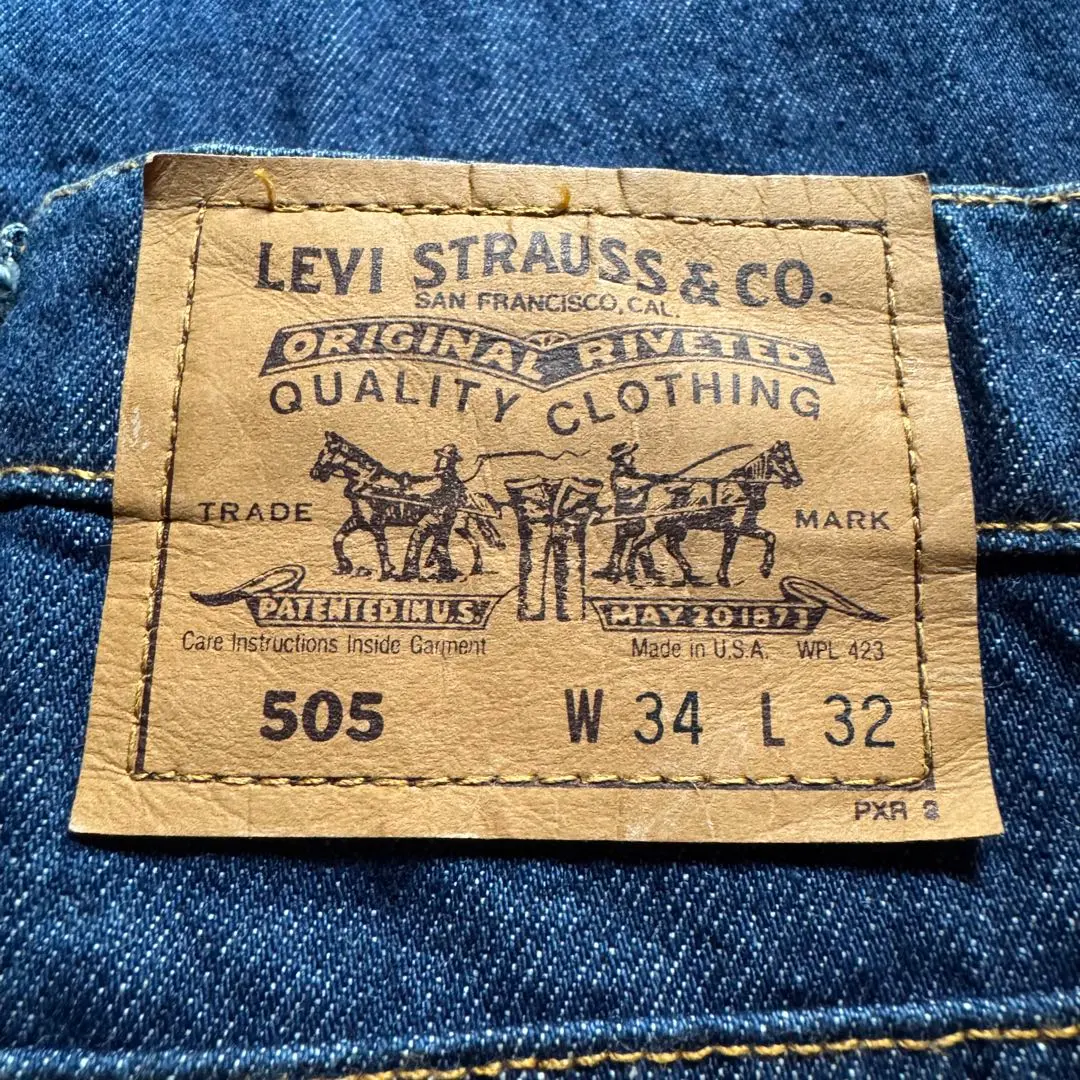 LEVI STRAUSS & CO.
SAN FRANCISCO, CAL.
ORIGINAL RIVETED
QUALITY CLOTHING
TRADE MARK
PATENTED IN U.S. MAY 20 1873
Care Instructions Inside Garment Made in U.S.A. WPL 423
505 W 34 L 32
PXR